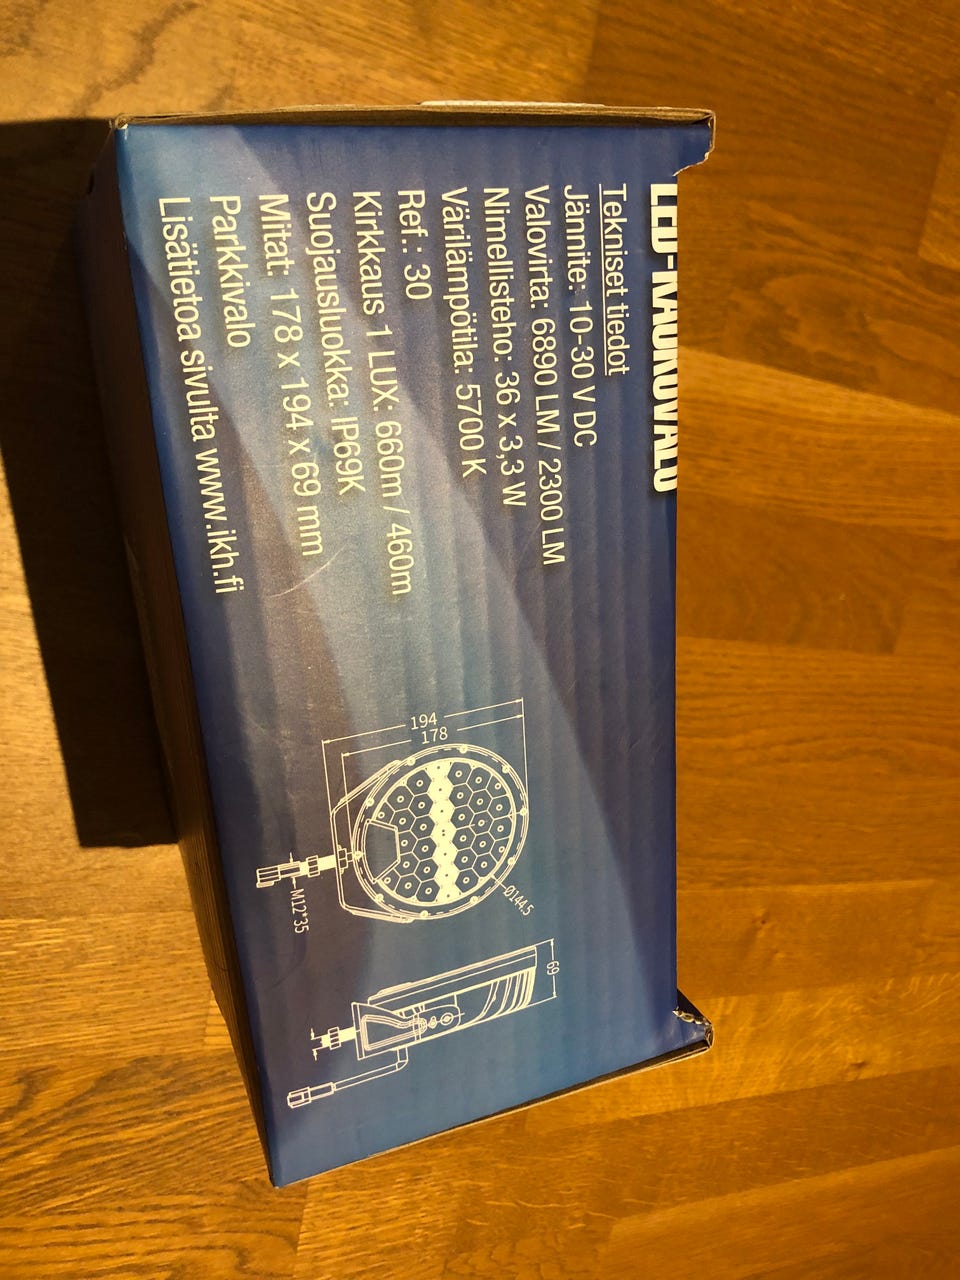 LED-KAUKOVALO
Tekniset tiedot
Jännite: 10-30 V DC
Valovirta: 6890 LM / 2300 LM
Nimellisteho: 36 x 3,3 W
Värilämpötila: 5700 K
Ref.: 30
Kirkkaus 1 LUX: 660m / 460m
Suojausluokka: IP69K
Mitat: 178 x 194 x 69 mm
Parkkivalo
Lisätietoa sivulta www.ikh.fi
194
178
Ø144.5
M12*35
69